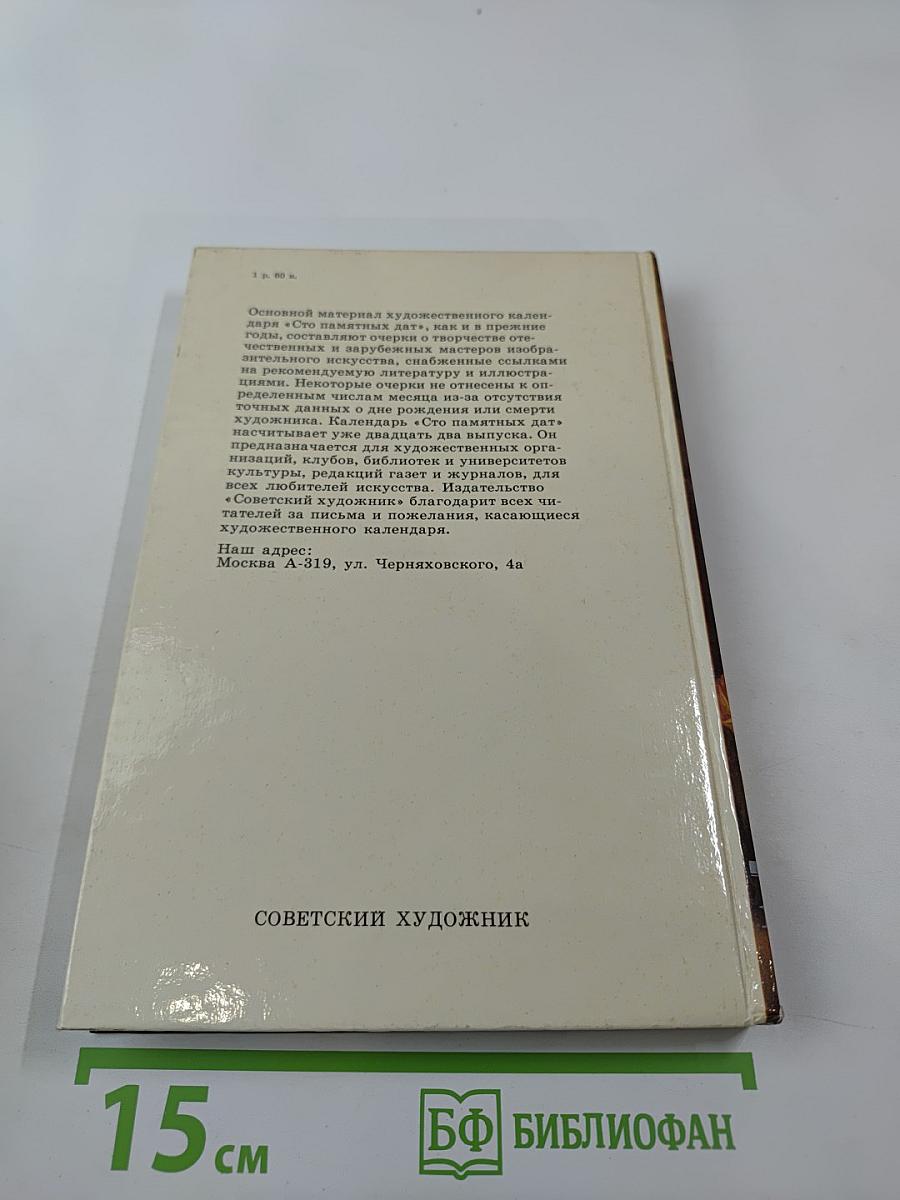 1 р. 60 к.
Основной материал художественного кален-
даря «Сто памятных дат», как и в прежние
годы, составляют очерки о творчестве оте-
чественных и зарубежных мастеров изобра-
зительного искусства, снабженные ссылками
на рекомендуемую литературу и иллюстра-
циями. Некоторые очерки не отнесены к оп-
ределенным числам месяца из-за отсутствия
точных данных о дне рождения или смерти
художника. Календарь «Сто памятных дат»
насчитывает уже двадцать два выпуска. Он
предназначается для художественных орга-
низаций, клубов, библиотек и университетов
культуры, редакций газет и журналов, для
всех любителей искусства. Издательство
«Советский художник» благодарит всех чи-
тателей за письма и пожелания, касающиеся
художественного календаря.
Наш адрес:
Москва А-319, ул. Черняховского, 4а
СОВЕТСКИЙ ХУДОЖНИК
15 см
БФ БИБЛИОФАН